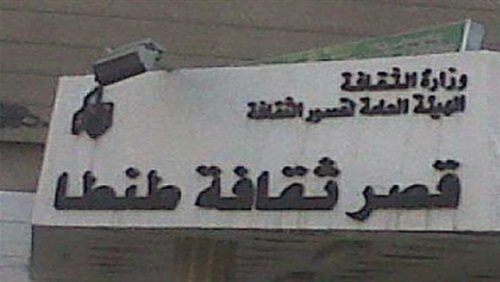 وزارة الثقافة
الهيئة العامة لقصور الثقافة
قصر ثقافة طنطا